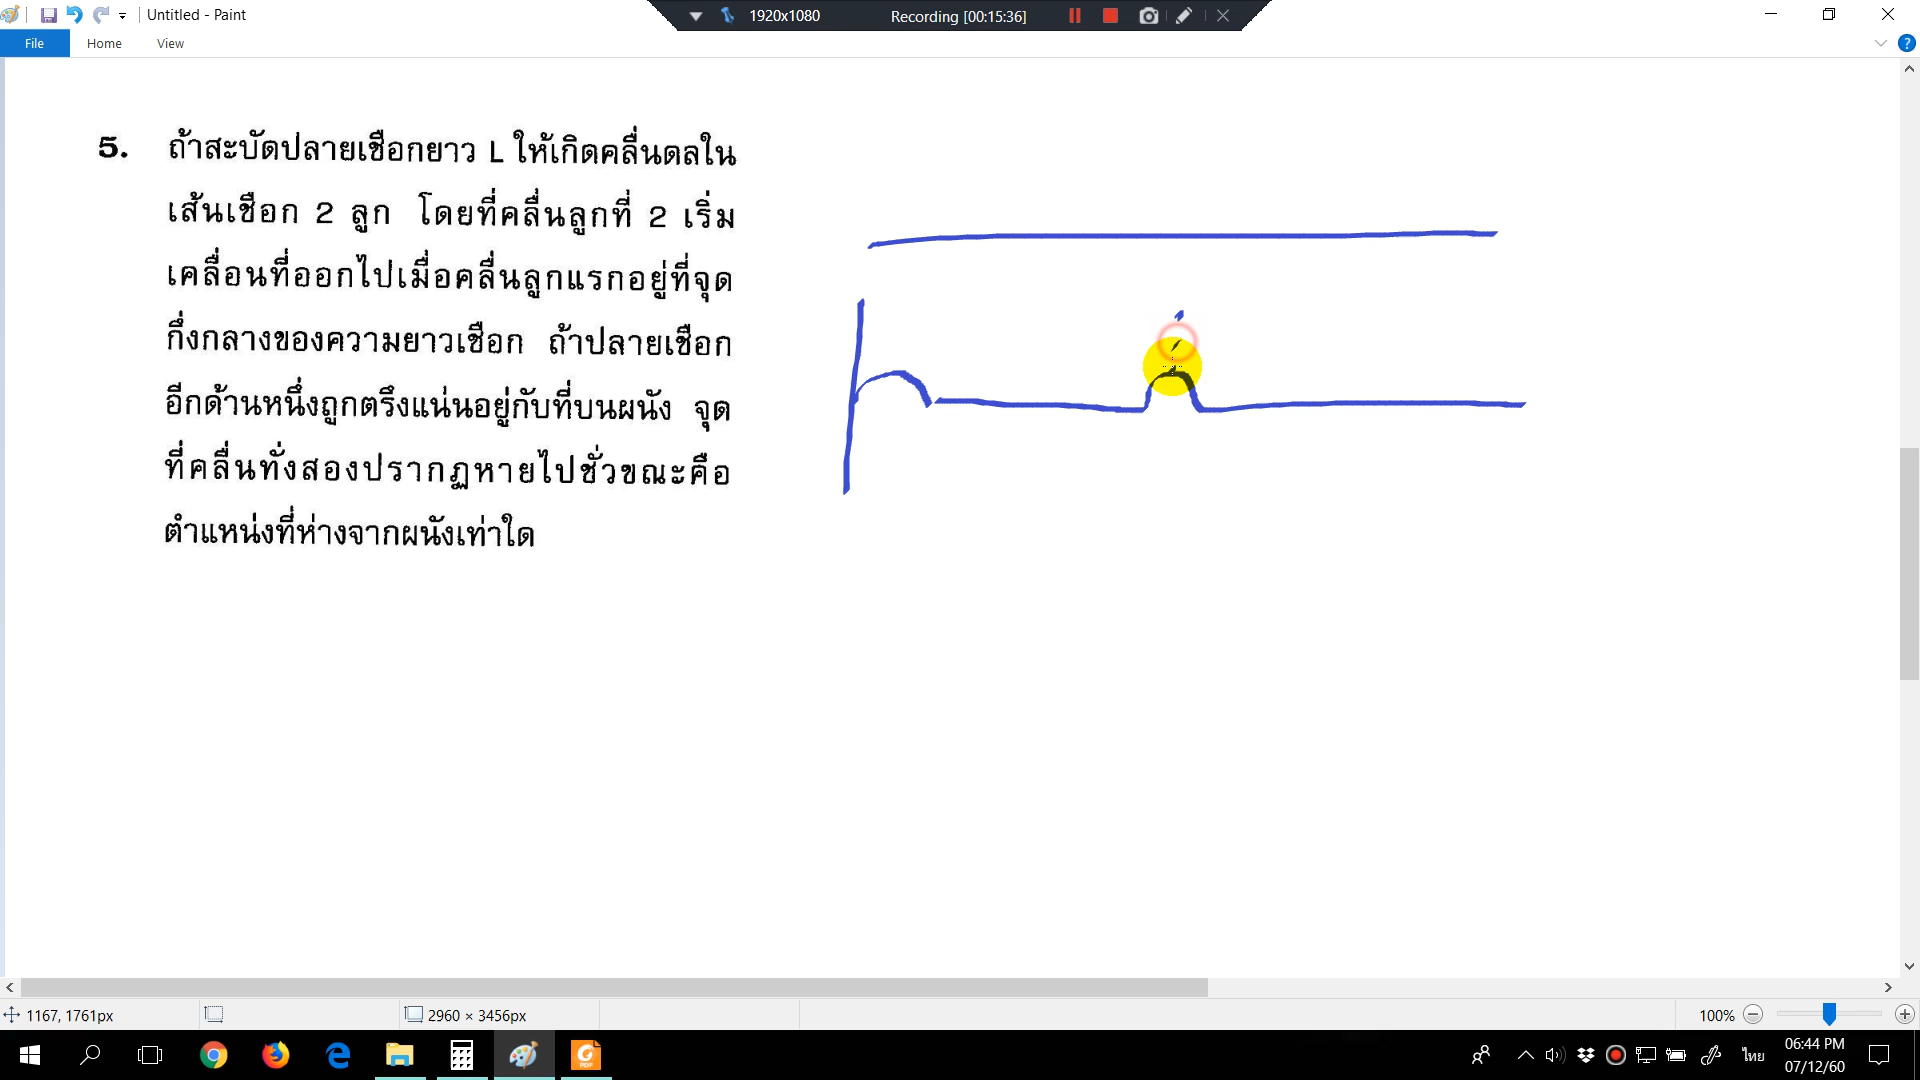 Untitled - Paint
1920x1080
Recording [00:15:36]
File
Home
View
5. ถ้าสะบัดปลายเชือกยาว L ให้เกิดคลื่นดลใน
เส้นเชือก 2 ลูก โดยที่คลื่นลูกที่ 2 เริ่ม
เคลื่อนที่ออกไปเมื่อคลื่นลูกแรกอยู่ที่จุด
กึ่งกลางของความยาวเชือก ถ้าปลายเชือก
อีกด้านหนึ่งถูกตรึงแน่นอยู่กับที่บนผนัง จุด
ที่คลื่นทั่งสองปรากฏหายไปชั่วขณะคือ
ตำแหน่งที่ห่างจากผนังเท่าใด
1167, 1761px
2960 × 3456px
100%
ไทย
06:44 PM
07/12/60